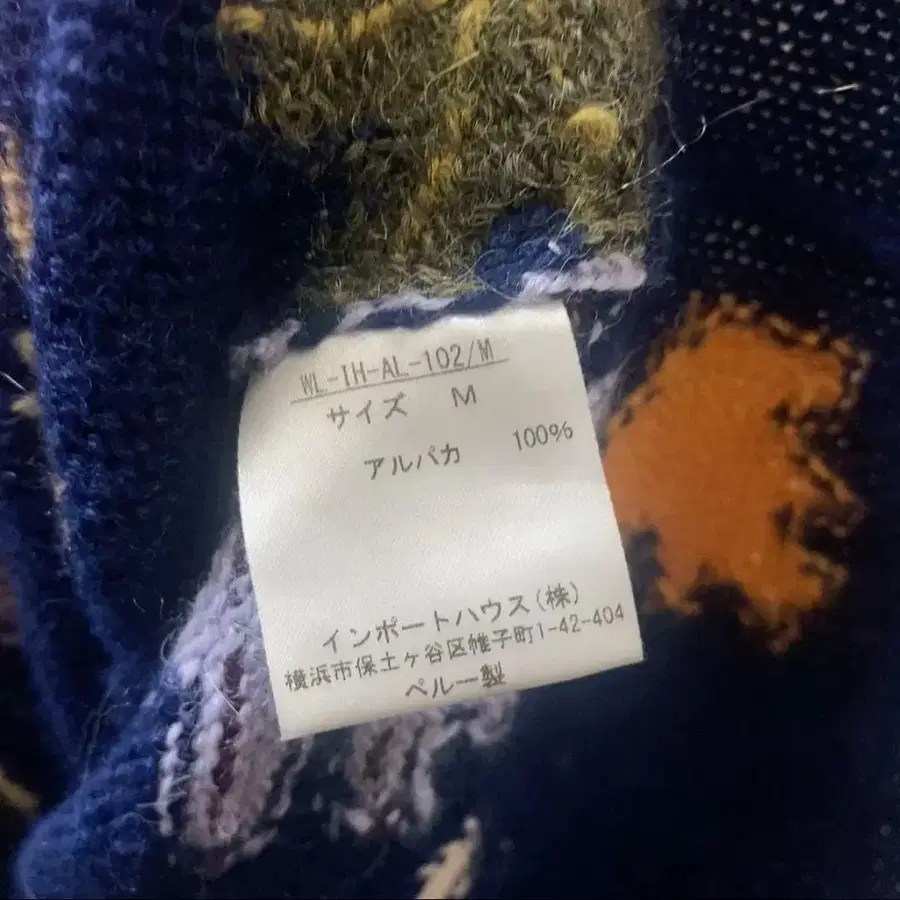 WL-IH-AL-102/M
サイズ M
アルパカ 100%
インポートハウス(株)
横浜市保土ヶ谷区帷子町1-42-404
ペルー製